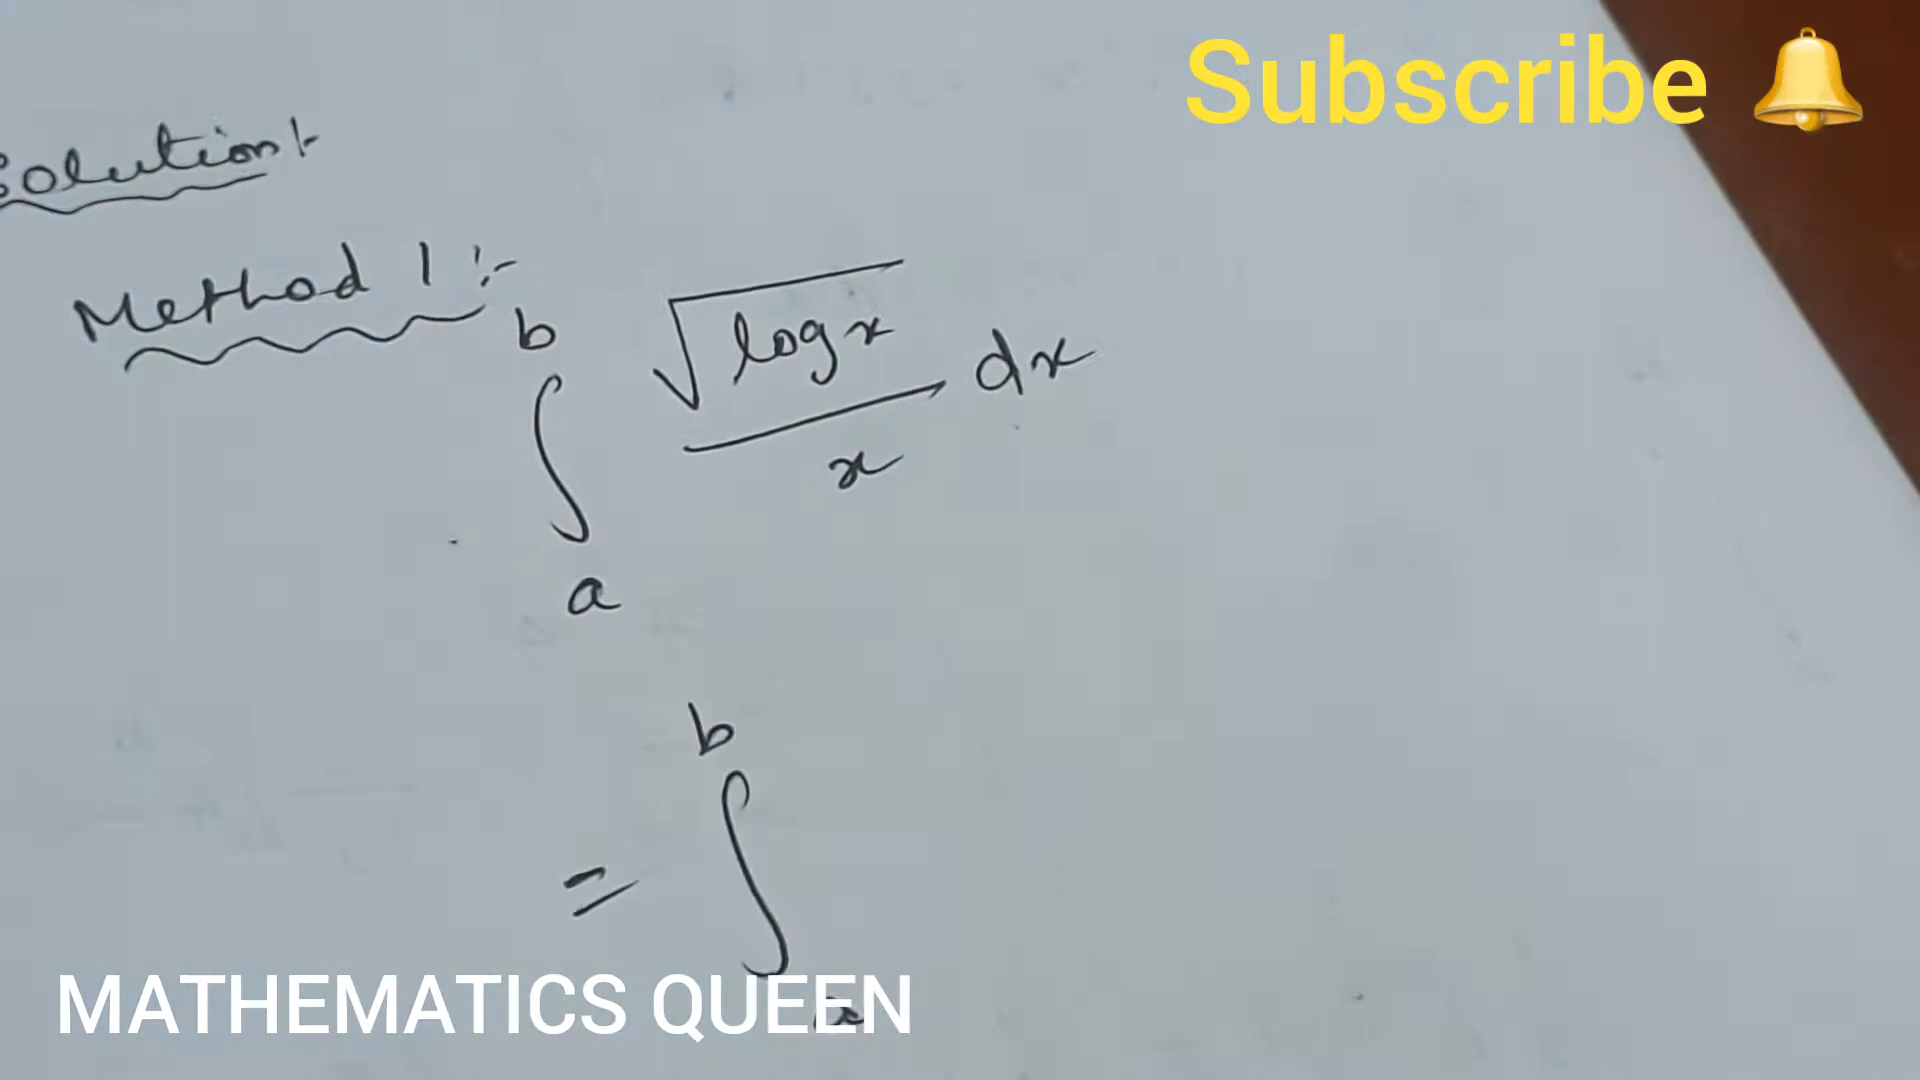 Subscribe 🔔
Solution:-
Method 1:-
b
∫ √log x / x dx
a
b
= ∫
a
MATHEMATICS QUEEN